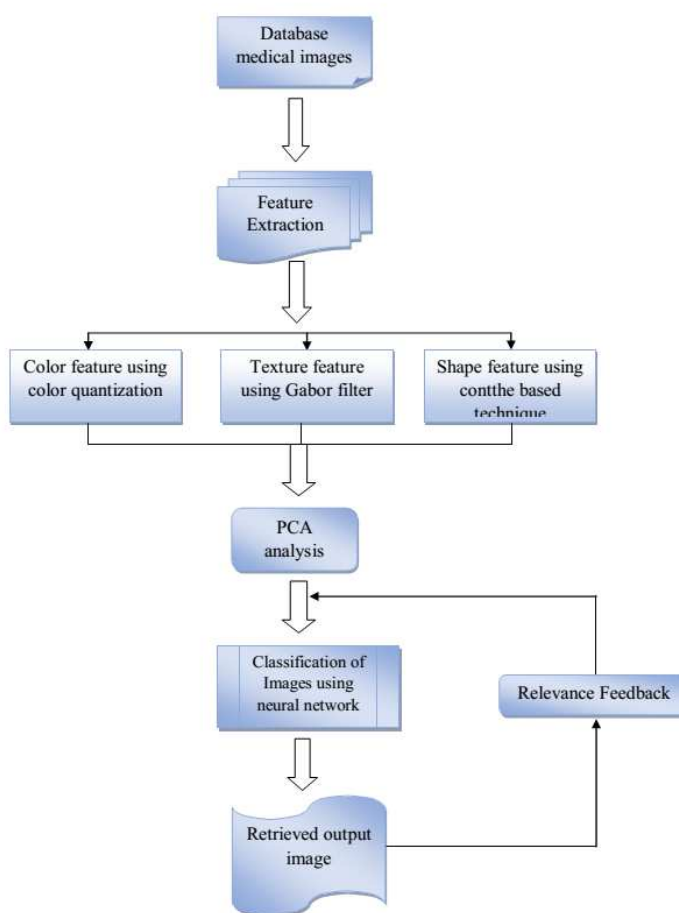 Database
medical images
Feature
Extraction
Color feature using
color quantization
Texture feature
using Gabor filter
Shape feature using
contthe based
technique
PCA
analysis
Classification of
Images using
neural network
Relevance Feedback
Retrieved output
image